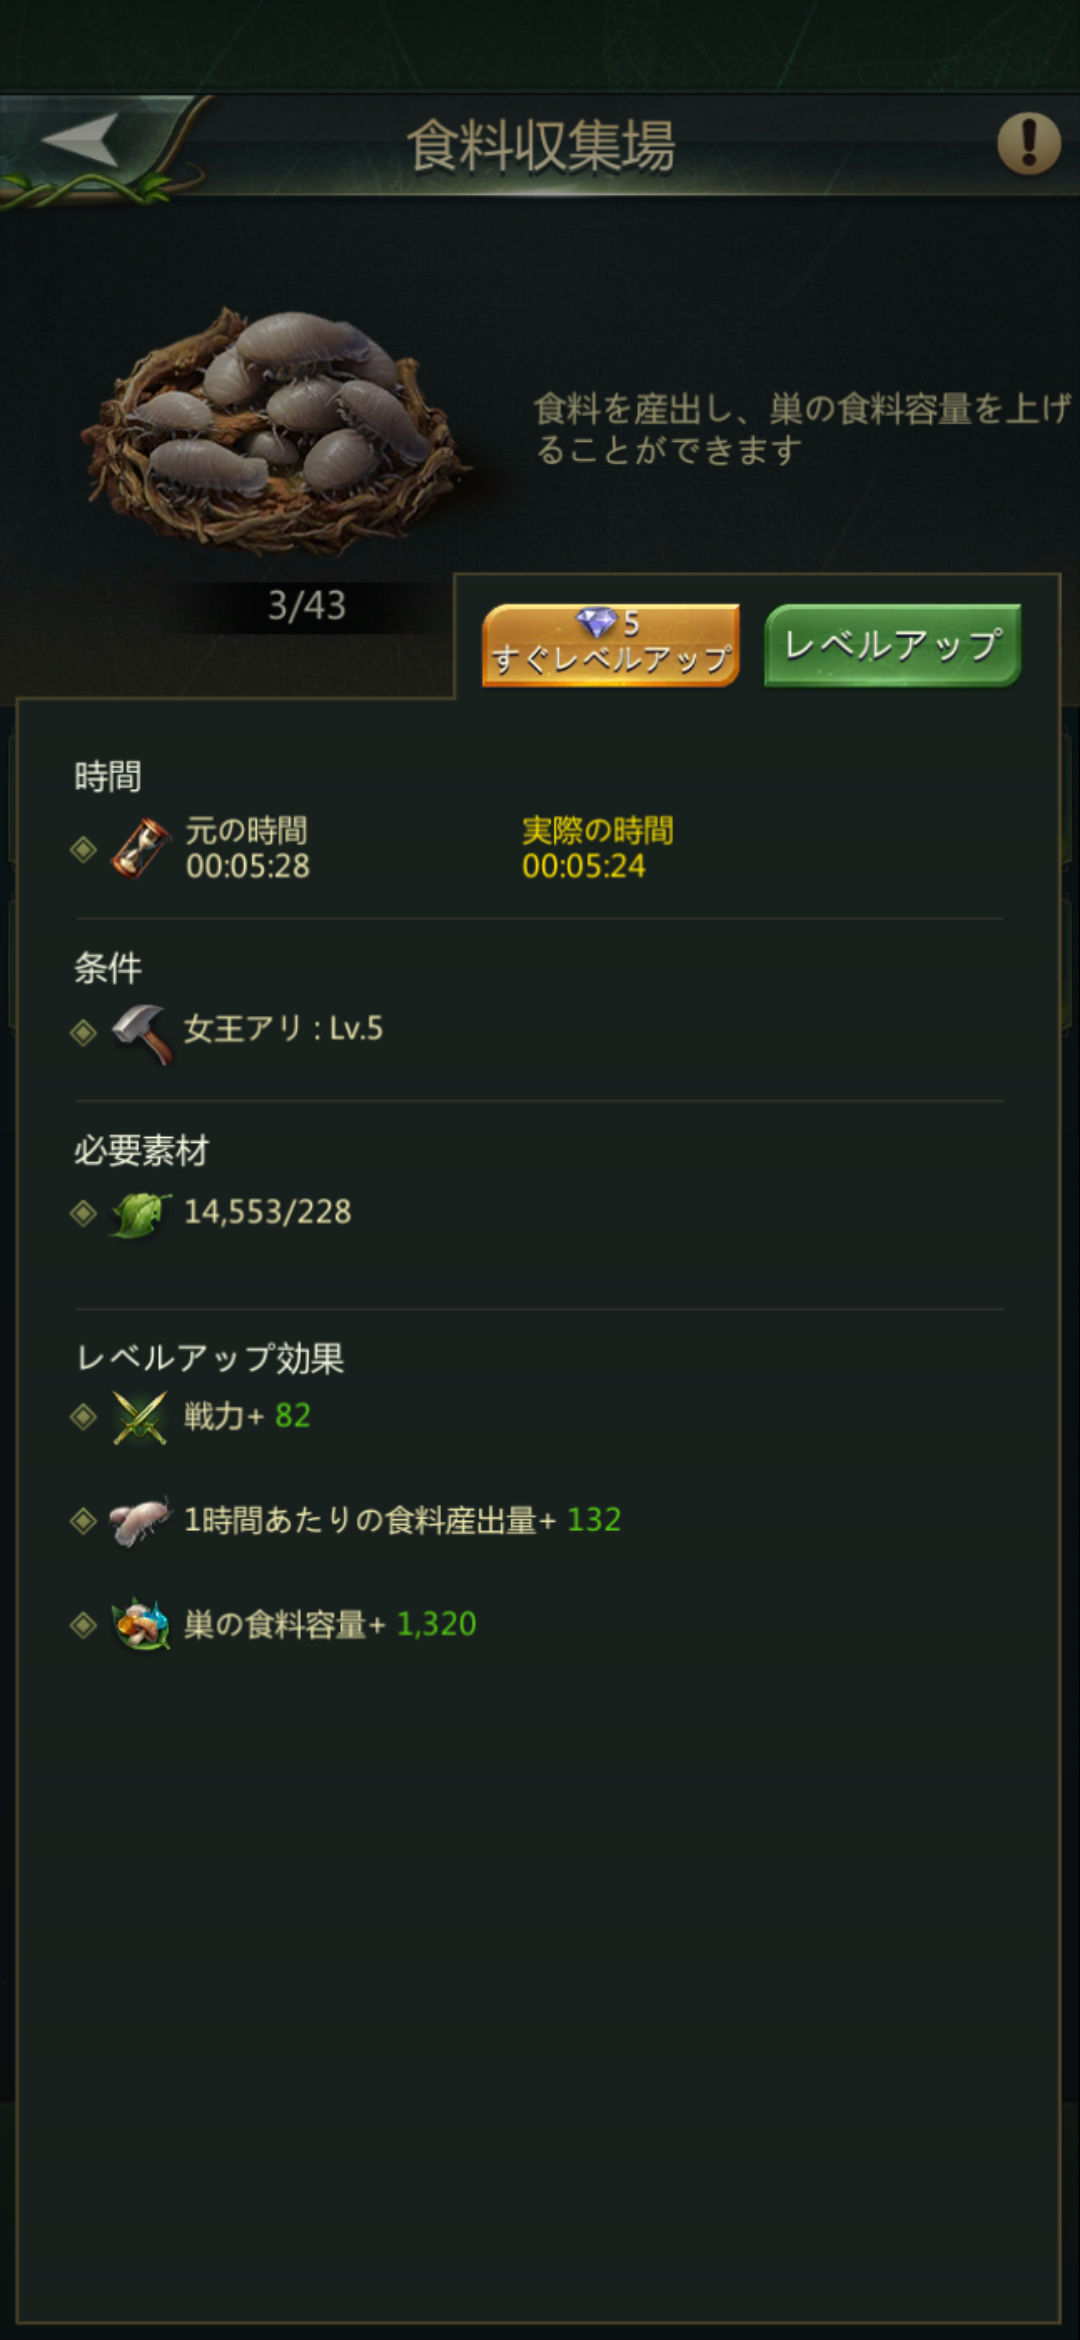 食料収集場
食料を産出し、巣の食料容量を上げ
ることができます
3/43
5
すぐレベルアップ
レベルアップ
時間
元の時間
実際の時間
00:05:28
00:05:24
条件
女王アリ : Lv.5
必要素材
14,553/228
レベルアップ効果
戦力+ 82
1時間あたりの食料産出量+ 132
巣の食料容量+ 1,320